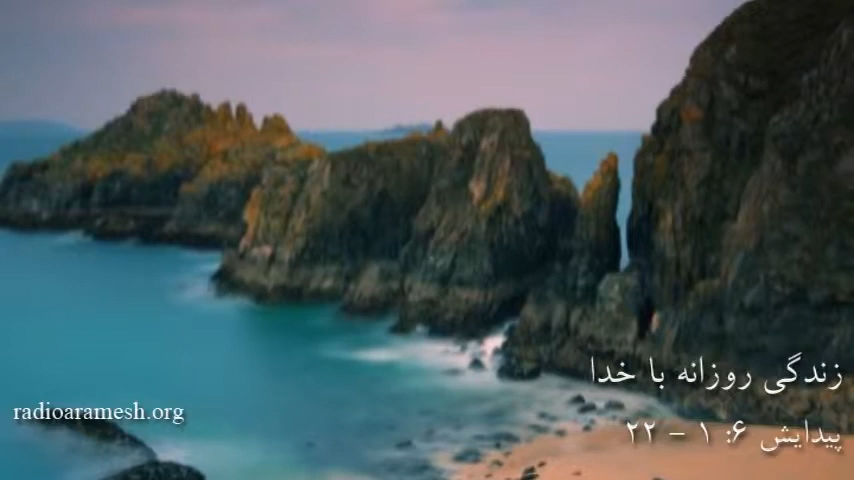 زندگی روزانه با خدا
radioaramesh.org
پیدایش ۶: ۱ - ۲۲